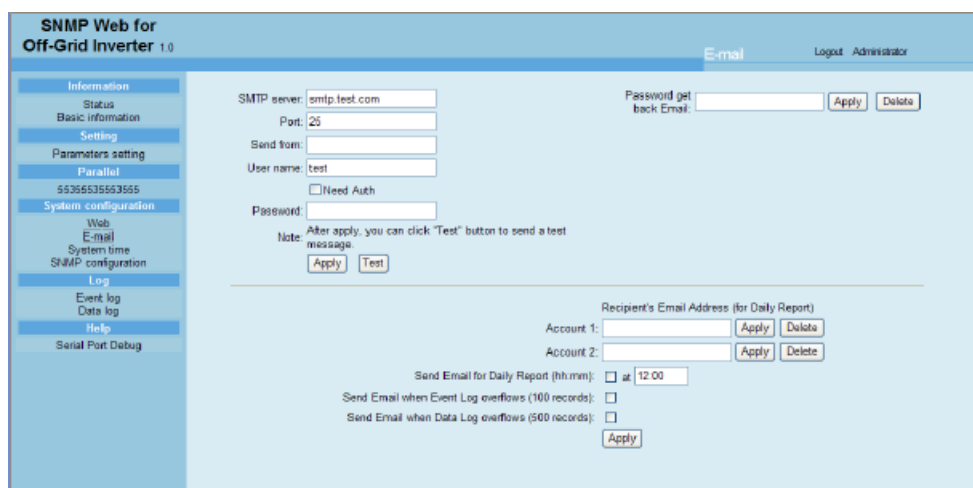 SNMP Web for
Off-Grid Inverter 1.0
E-mail
Logout Administrator
Information
Status
Basic information
Setting
Parameters setting
Parallel
55355535553555
System configuration
Web
E-mail
System time
SNMP configuration
Log
Event log
Data log
Help
Serial Port Debug
SMTP server: smtp.test.com
Port: 25
Send from:
User name: test
Need Auth
Password:
Note: After apply, you can click "Test" button to send a test
message.
Apply Test
Password get
back Email: Apply Delete
Recipient's Email Address (for Daily Report)
Account 1: Apply Delete
Account 2: Apply Delete
Send Email for Daily Report (hh:mm): at 12:00
Send Email when Event Log overflows (100 records):
Send Email when Data Log overflows (500 records):
Apply